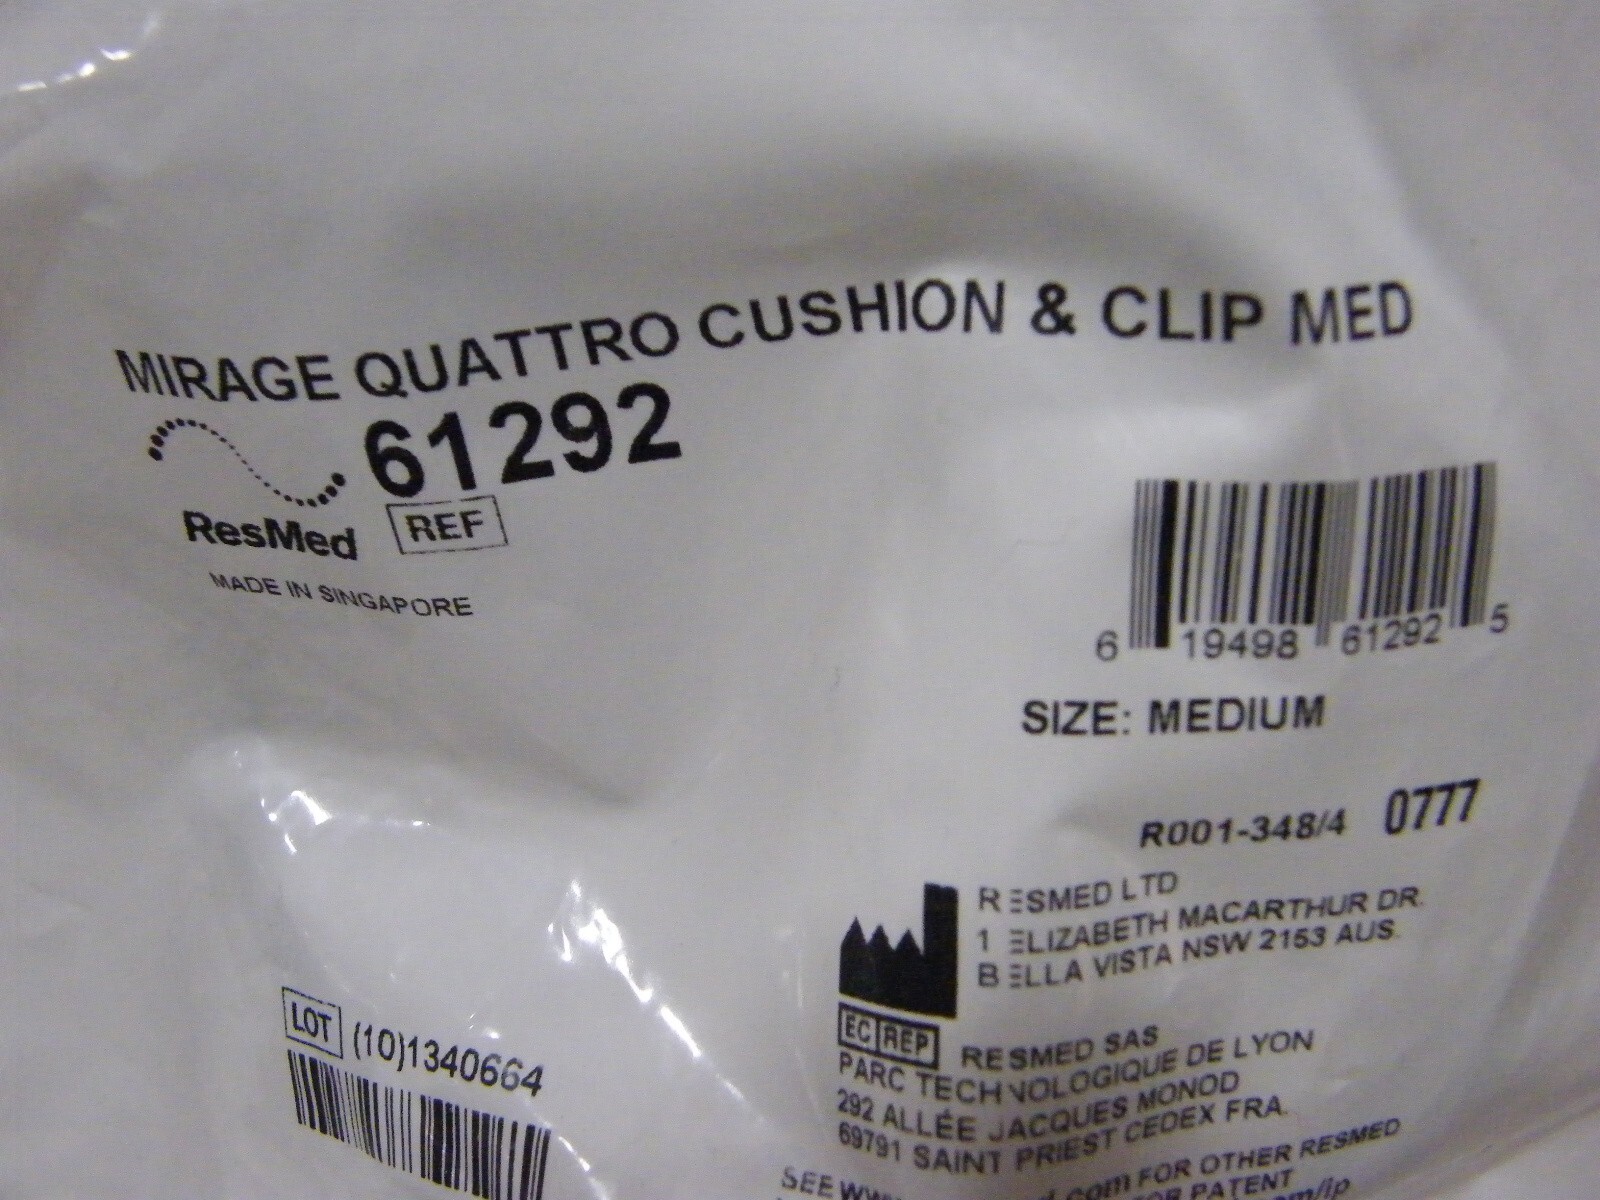 MIRAGE QUATTRO CUSHION & CLIP MED
61292
ResMed REF
MADE IN SINGAPORE
6 19498 61292 5
SIZE: MEDIUM
R001-348/4 0777
RESMED LTD
1 ELIZABETH MACARTHUR DR.
BELLA VISTA NSW 2153 AUS.
LOT (10)1340664
EC REP RESMED SAS
PARC TECHNOLOGIQUE DE LYON
292 ALLÉE JACQUES MONOD
69791 SAINT PRIEST CEDEX FRA.
SEE FOR OTHER RESMED
PATENT